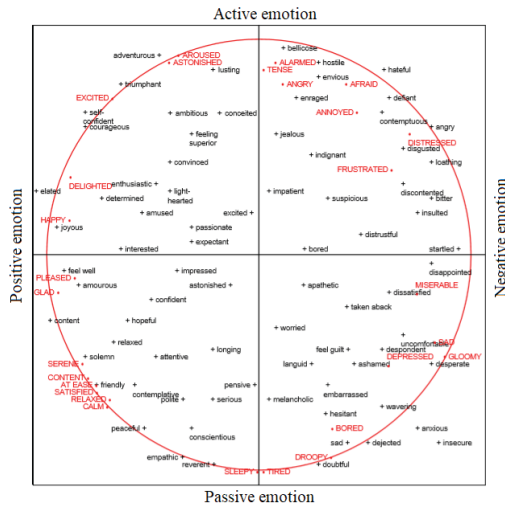 Active emotion
bellicose
adventurous
AROUSED
ALARMED
hostile
ASTONISHED
lusting
TENSE
hateful
envious
triumphant
ANGRY
AFRAID
EXCITED
enraged
defiant
self-
confident
ambitious
conceited
ANNOYED
contemptuous
courageous
angry
feeling
superior
jealous
DISTRESSED
disgusted
convinced
indignant
loathing
FRUSTRATED
DELIGHTED
enthusiastic
light-
hearted
elated
impatient
discontented
determined
suspicious
bitter
amused
excited
insulted
HAPPY
joyous
passionate
distrustful
expectant
interested
bored
startled
Positive emotion
Negative emotion
feel well
impressed
disappointed
PLEASED
amourous
astonished
apathetic
MISERABLE
GLAD
dissatisfied
confident
taken aback
content
hopeful
worried
relaxed
uncomfortable
SAD
longing
feel guilt
despondent
solemn
attentive
DEPRESSED
GLOOMY
SERENE
languid
ashamed
desperate
CONTENT
AT EASE
friendly
contemplative
pensive
embarrassed
SATISFIED
RELAXED
polite
serious
melancholic
CALM
wavering
hesitant
peaceful
conscientious
BORED
anxious
sad
dejected
insecure
empathic
reverent
DROOPY
doubtful
SLEEPY
TIRED
Passive emotion